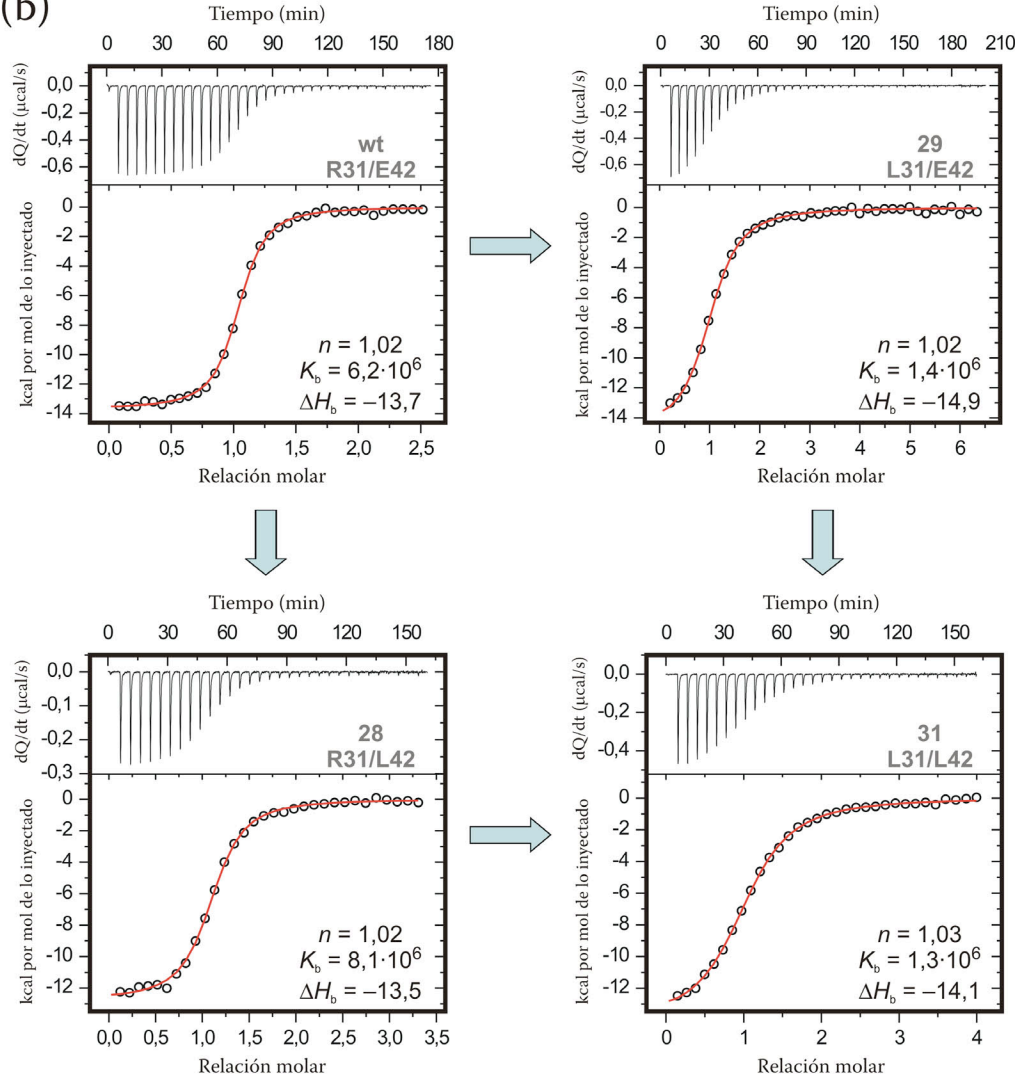 (b)
Tiempo (min)
0 30 60 90 120 150 180
dQ/dt (μcal/s)
0,0
-0,2
-0,4
-0,6
wt
R31/E42
kcal por mol de lo inyectado
0
-2
-4
-6
-8
-10
-12
-14
n = 1,02
Kb = 6,2·10⁶
ΔHb = –13,7
0,0 0,5 1,0 1,5 2,0 2,5
Relación molar
Tiempo (min)
0 30 60 90 120 150 180 210
dQ/dt (μcal/s)
0,0
-0,2
-0,4
-0,6
29
L31/E42
kcal por mol de lo inyectado
0
-2
-4
-6
-8
-10
-12
-14
n = 1,02
Kb = 1,4·10⁶
ΔHb = –14,9
0 1 2 3 4 5 6
Relación molar
Tiempo (min)
0 30 60 90 120 150
dQ/dt (μcal/s)
0,0
-0,1
-0,2
-0,3
28
R31/L42
kcal por mol de lo inyectado
0
-2
-4
-6
-8
-10
-12
n = 1,02
Kb = 8,1·10⁶
ΔHb = –13,5
0,0 0,5 1,0 1,5 2,0 2,5 3,0 3,5
Relación molar
Tiempo (min)
0 30 60 90 120 150
dQ/dt (μcal/s)
0,0
-0,2
-0,4
31
L31/L42
kcal por mol de lo inyectado
0
-2
-4
-6
-8
-10
-12
n = 1,03
Kb = 1,3·10⁶
ΔHb = –14,1
0 1 2 3 4
Relación molar